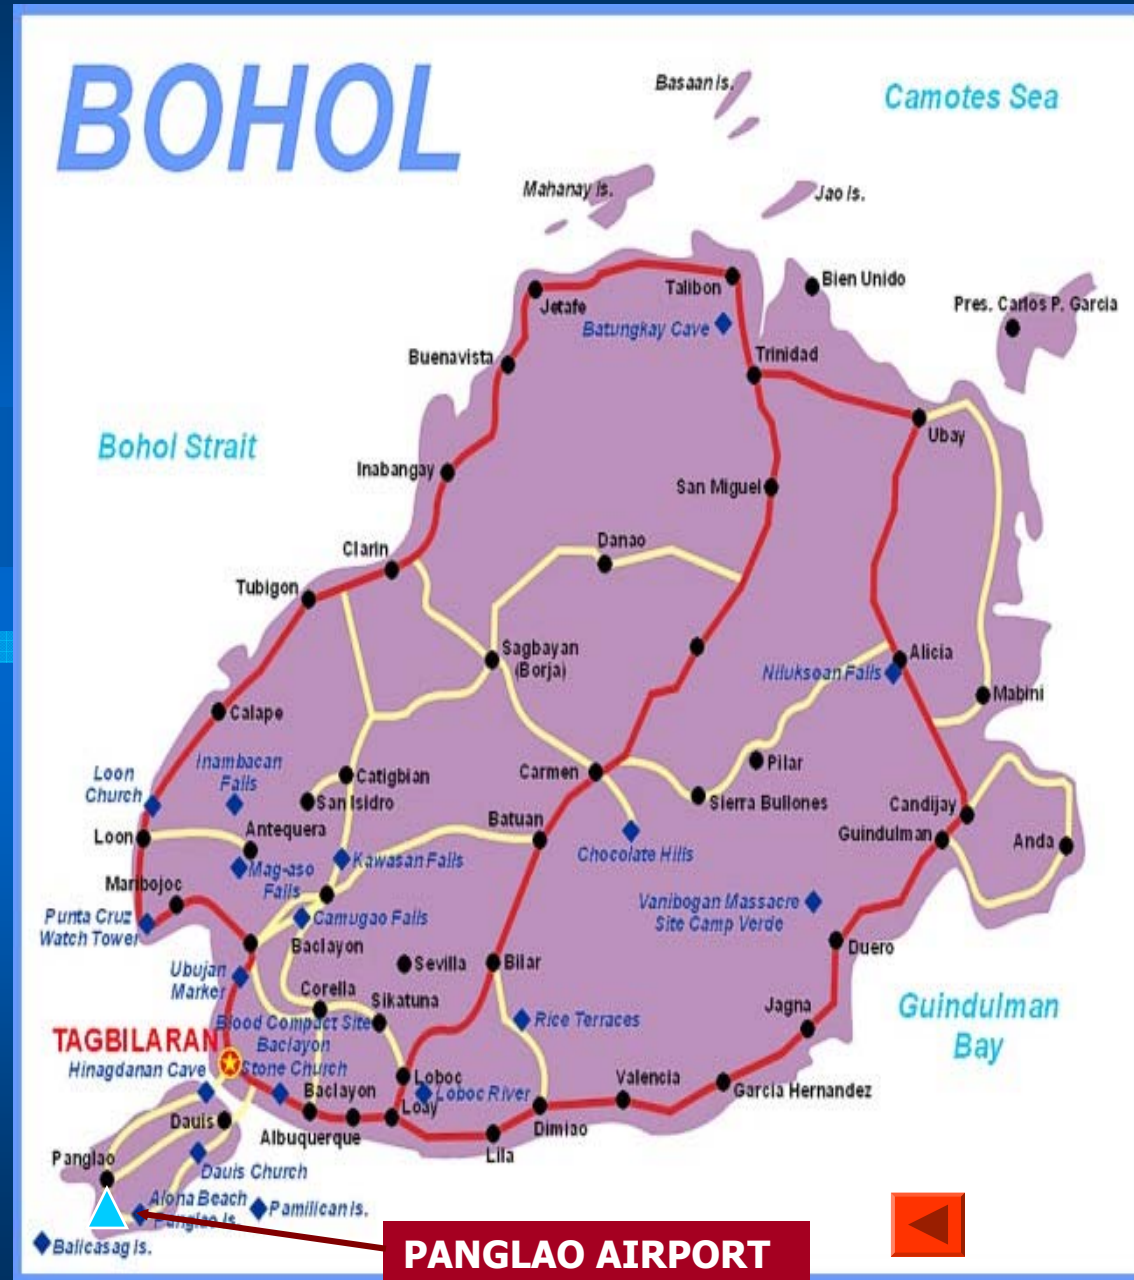 BOHOL
Basaan is.
Camotes Sea
Mahanay is.
Jao is.
Talibon
Bien Unido
Jetafe
Pres. Carlos P. Garcia
Batungkay Cave
Buenavista
Trinidad
Ubay
Bohol Strait
Inabangay
San Miguel
Clarin
Danao
Tubigon
Sagbayan
(Borja)
Alicia
Niluksoan Falls
Mabini
Calape
Inambacan
Falls
Loon
Church
Catigbian
Carmen
Pilar
San Isidro
Sierra Bullones
Candijay
Batuan
Antequera
Loon
Guindulman
Anda
Chocolate Hills
Kawasan Falls
Mag-aso
Falls
Maribojoc
Vanibogan Massacre
Site Camp Verde
Punta Cruz
Watch Tower
Camugao Falls
Baclayon
Duero
Sevilla
Bilar
Ubujan
Marker
Corella
Sikatuna
Jagna
Guindulman
Bay
Rice Terraces
Blood Compact Site
TAGBILARAN
Baclayon
Stone Church
Hinagdanan Cave
Loboc
Valencia
Baclayon
Loboc River
Garcia Hernandez
Loay
Dauis
Albuquerque
Dimiao
Lila
Panglao
Dauis Church
Alona Beach
Panglao is.
Pamilican is.
Balicasag is.
PANGLAO AIRPORT